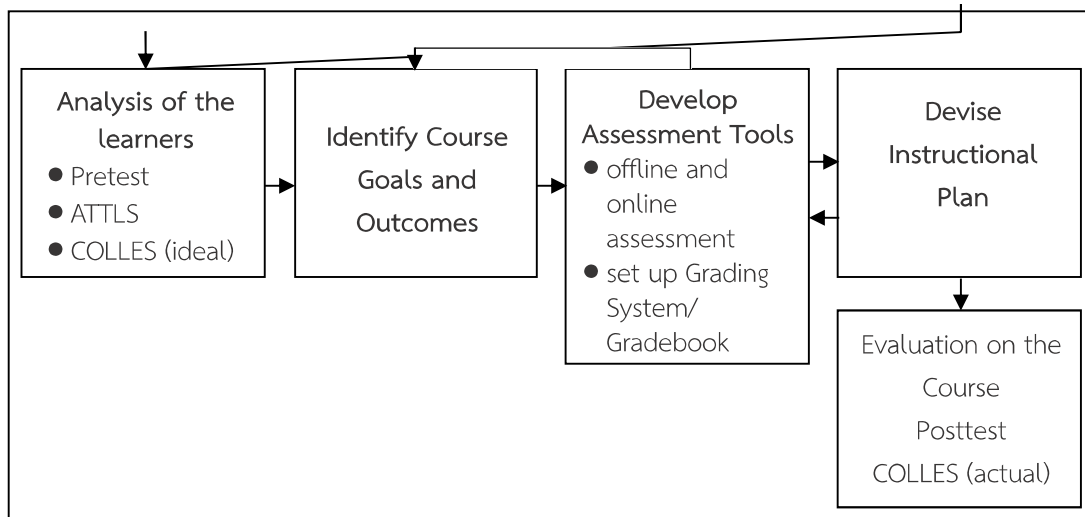 Analysis of the
learners
● Pretest
● ATTLS
● COLLES (ideal)
Identify Course
Goals and
Outcomes
Develop
Assessment Tools
● offline and
online
assessment
● set up Grading
System/
Gradebook
Devise
Instructional
Plan
Evaluation on the
Course
Posttest
COLLES (actual)